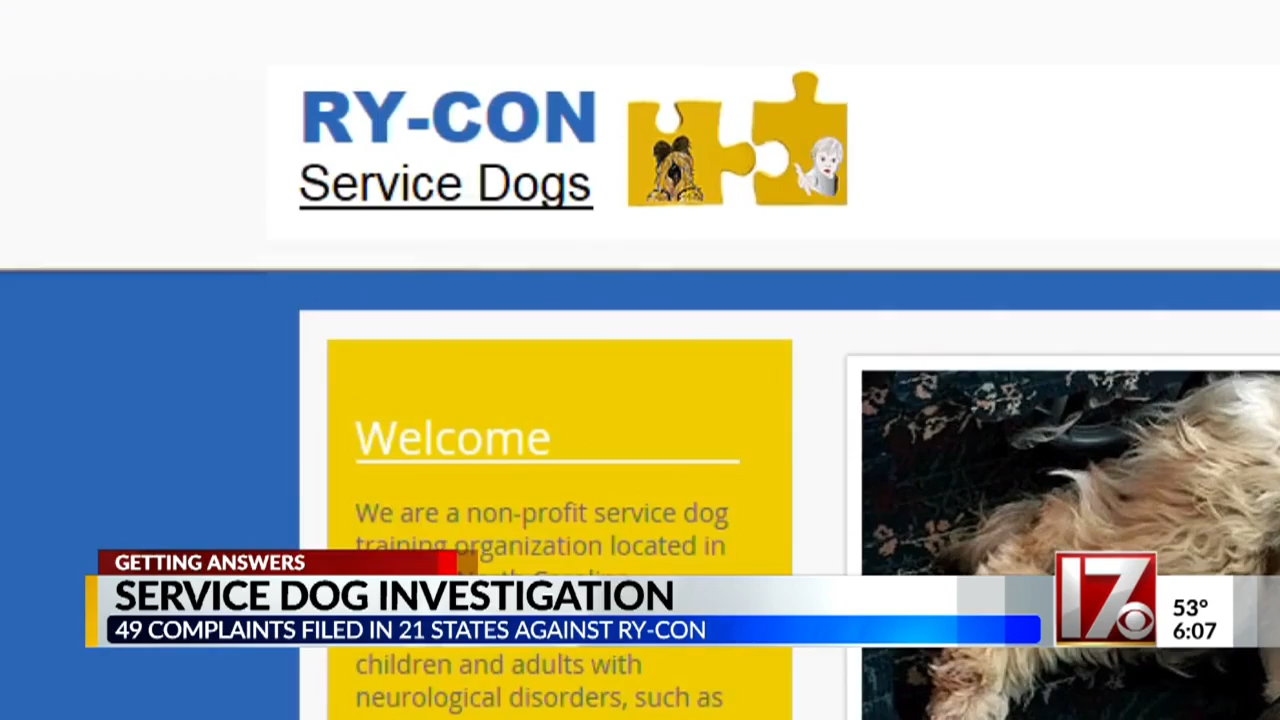 RY-CON
Service Dogs
Welcome
We are a non-profit service dog
training organization located in
GETTING ANSWERS
SERVICE DOG INVESTIGATION
49 COMPLAINTS FILED IN 21 STATES AGAINST RY-CON
17
53°
6:07
children and adults with
neurological disorders, such as